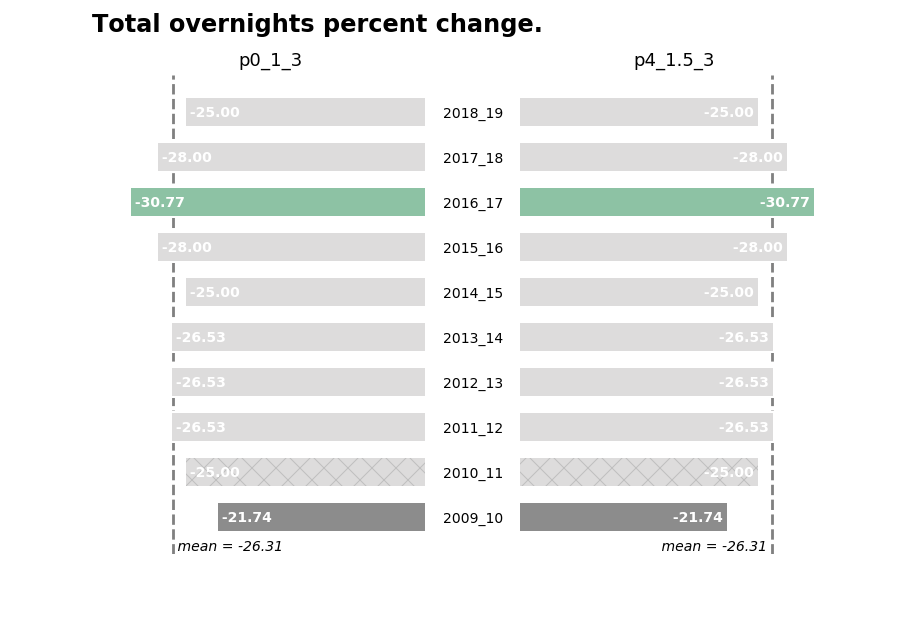 Total overnights percent change.
p0_1_3 p4_1.5_3
-25.00 2018_19 -25.00
-28.00 2017_18 -28.00
-30.77 2016_17 -30.77
-28.00 2015_16 -28.00
-25.00 2014_15 -25.00
-26.53 2013_14 -26.53
-26.53 2012_13 -26.53
-26.53 2011_12 -26.53
-25.00 2010_11 -25.00
-21.74 2009_10 -21.74
mean = -26.31 mean = -26.31